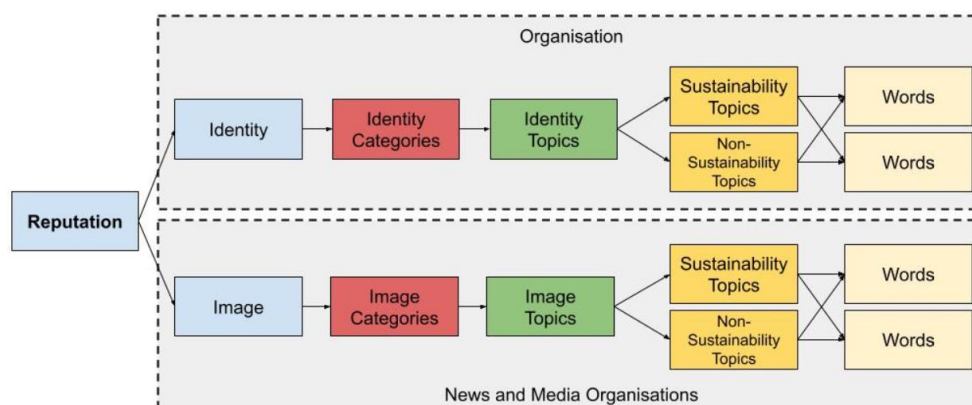 Organisation
Identity
Identity
Categories
Identity
Topics
Sustainability
Topics
Non-
Sustainability
Topics
Words
Words
Reputation
Image
Image
Categories
Image
Topics
Sustainability
Topics
Non-
Sustainability
Topics
Words
Words
News and Media Organisations